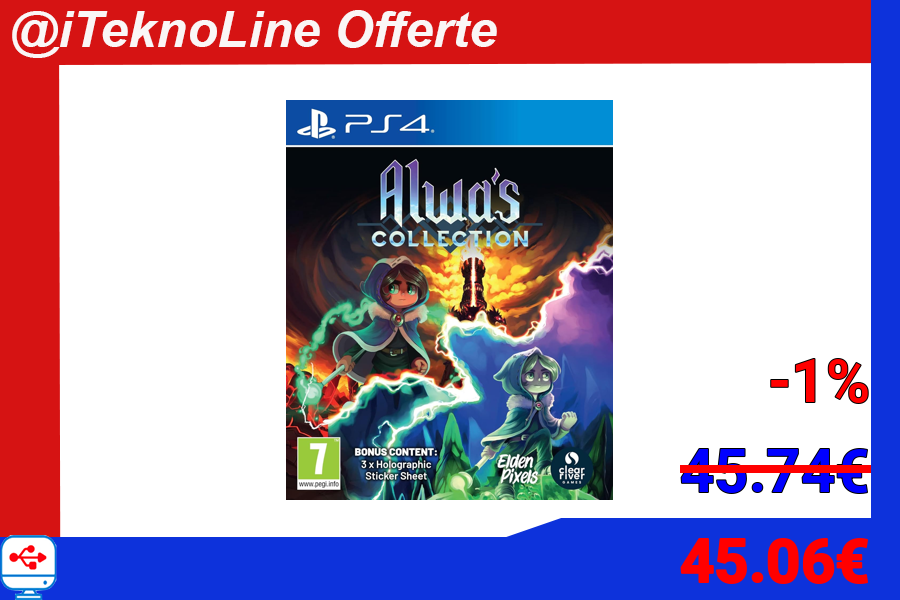 @iTeknoLine Offerte
PS4
Alwa's
COLLECTION
7
www.pegi.info
BONUS CONTENT:
3 x Holographic
Sticker Sheet
Elden
Pixels
clear
river
GAMES
-1%
45.74€
45.06€